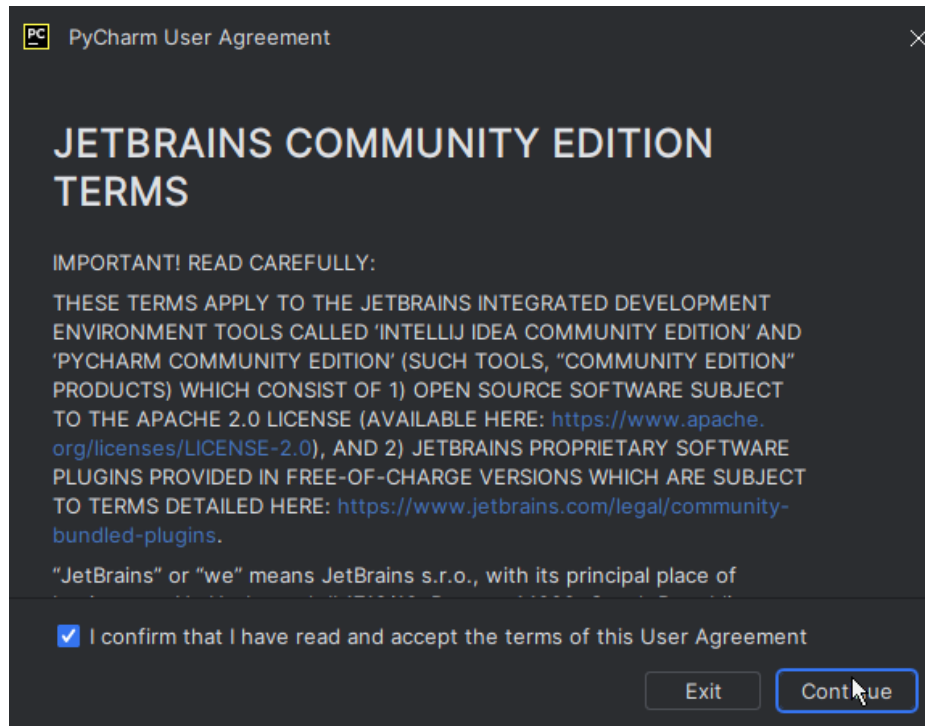 PC PyCharm User Agreement
JETBRAINS COMMUNITY EDITION
TERMS
IMPORTANT! READ CAREFULLY:
THESE TERMS APPLY TO THE JETBRAINS INTEGRATED DEVELOPMENT
ENVIRONMENT TOOLS CALLED ‘INTELLIJ IDEA COMMUNITY EDITION’ AND
‘PYCHARM COMMUNITY EDITION’ (SUCH TOOLS, “COMMUNITY EDITION”
PRODUCTS) WHICH CONSIST OF 1) OPEN SOURCE SOFTWARE SUBJECT
TO THE APACHE 2.0 LICENSE (AVAILABLE HERE: https://www.apache.
org/licenses/LICENSE-2.0), AND 2) JETBRAINS PROPRIETARY SOFTWARE
PLUGINS PROVIDED IN FREE-OF-CHARGE VERSIONS WHICH ARE SUBJECT
TO TERMS DETAILED HERE: https://www.jetbrains.com/legal/community-
bundled-plugins.
“JetBrains” or “we” means JetBrains s.r.o., with its principal place of
I confirm that I have read and accept the terms of this User Agreement
Exit Continue